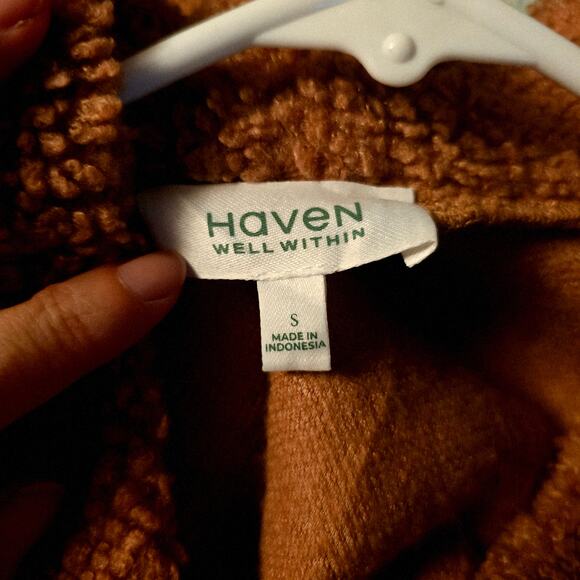 HaveN
WELL WITHIN
S
MADE IN
INDONESIA